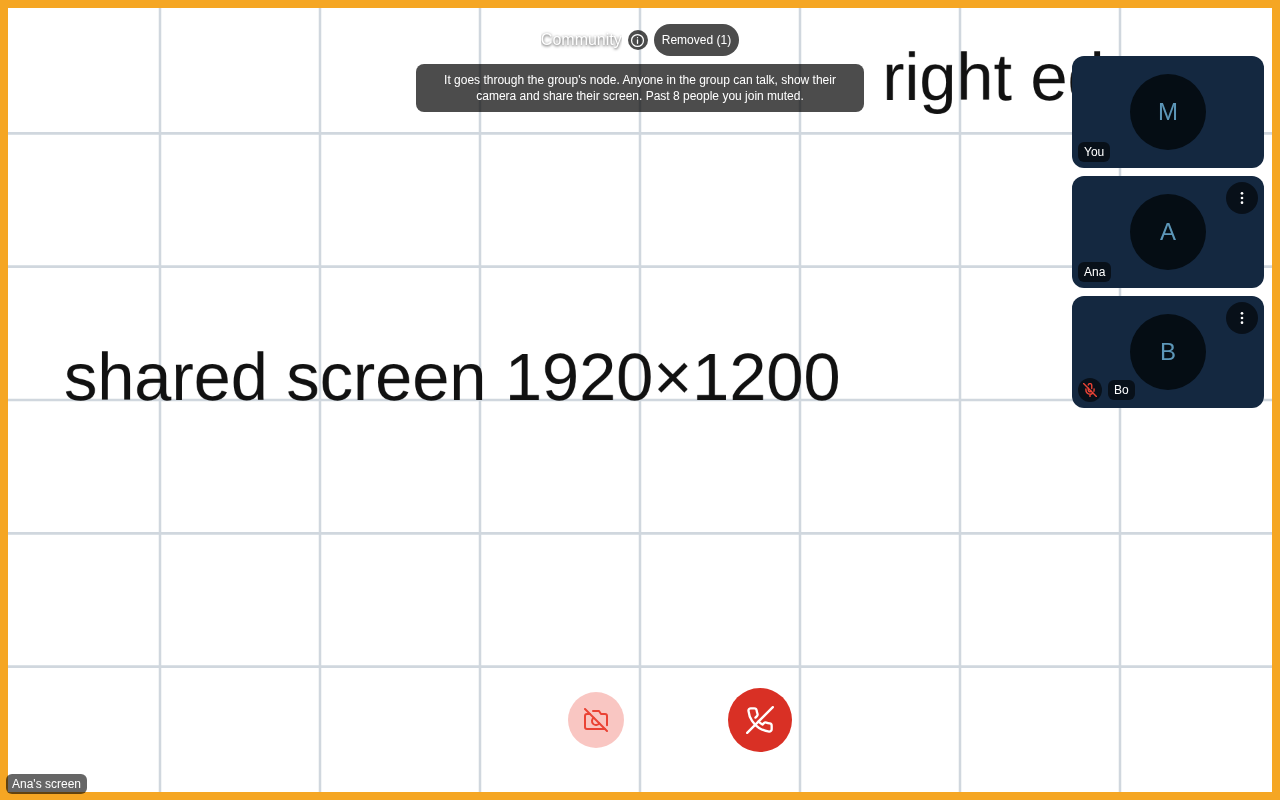 Community
Removed (1)
It goes through the group's node. Anyone in the group can talk, show their
camera and share their screen. Past 8 people you join muted.
right
M
You
A
Ana
B
Bo
shared screen 1920×1200
Ana's screen